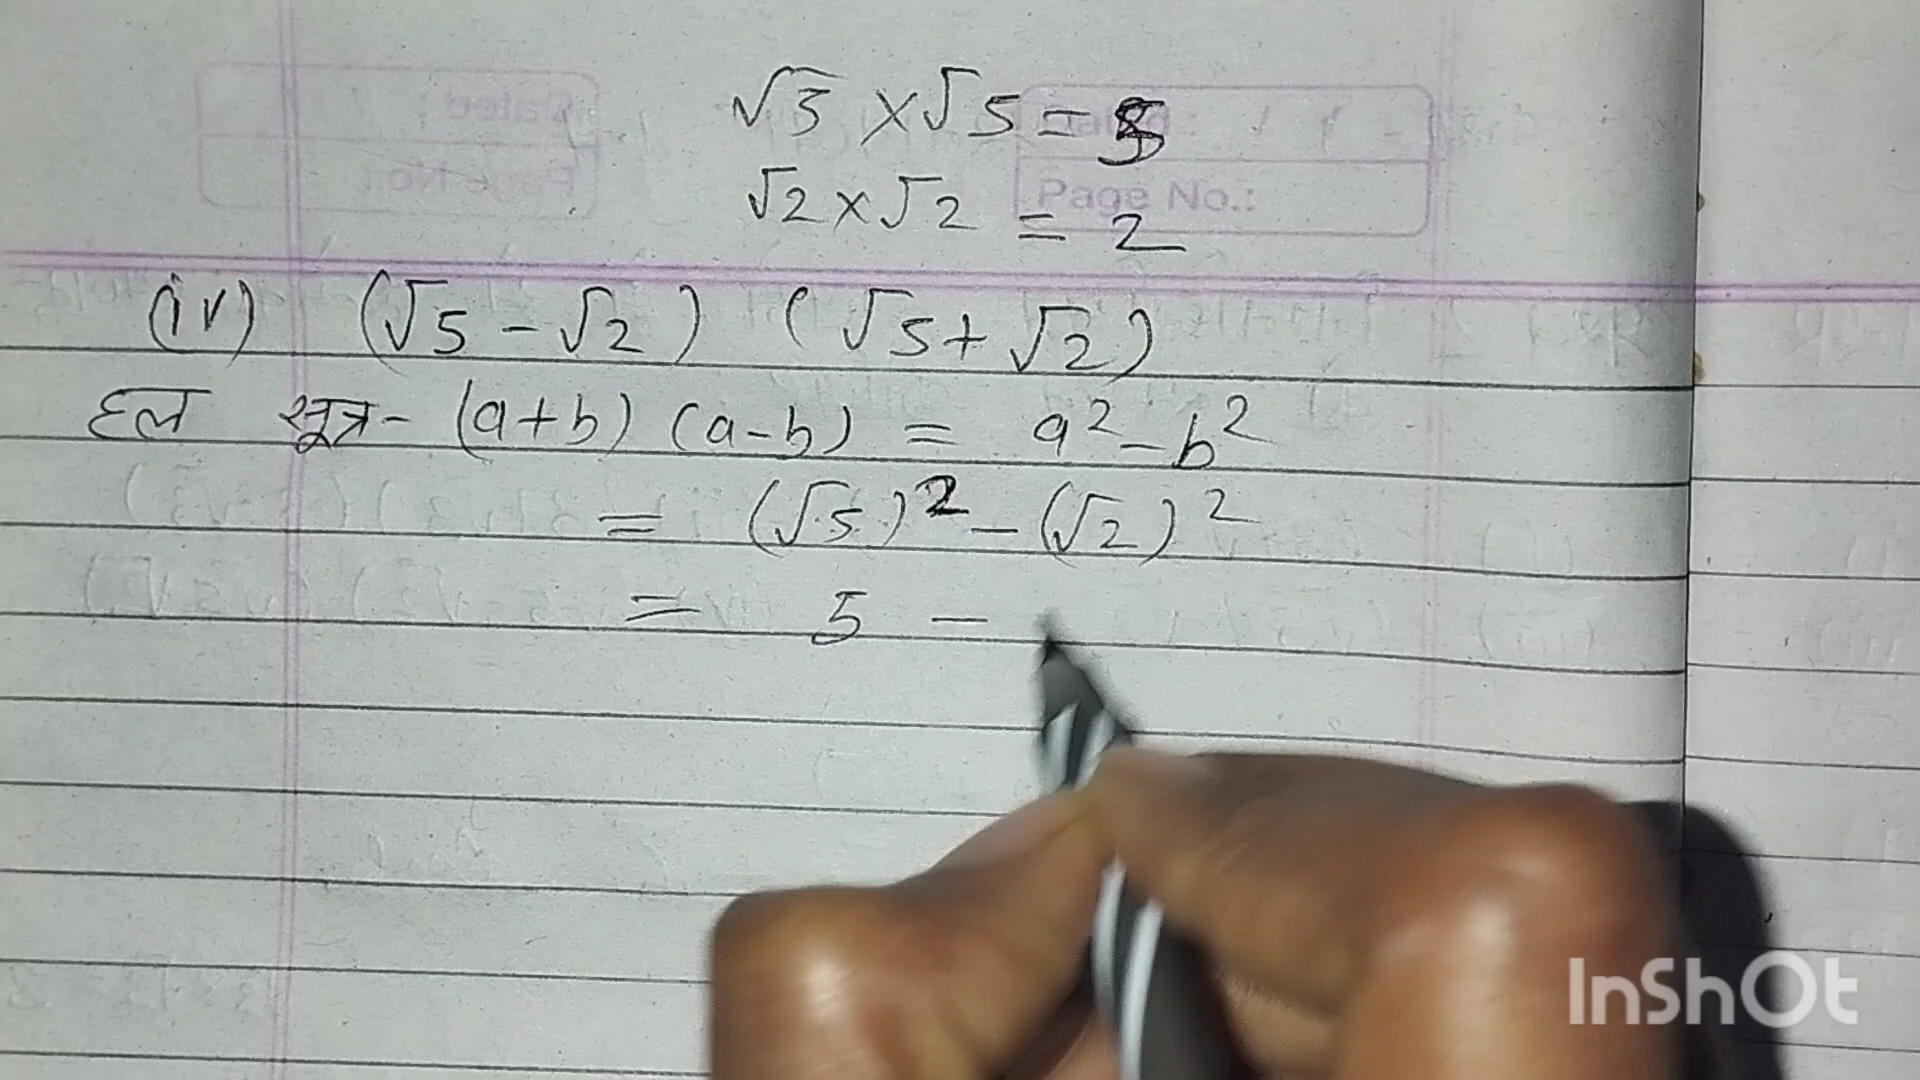 √5 × √5 = 5
√2 × √2 = 2
Page No.:
(iv) (√5 - √2) (√5 + √2)
हल सूत्र- (a+b) (a-b) = a² - b²
= (√5)² - (√2)²
= 5 -
InShOt